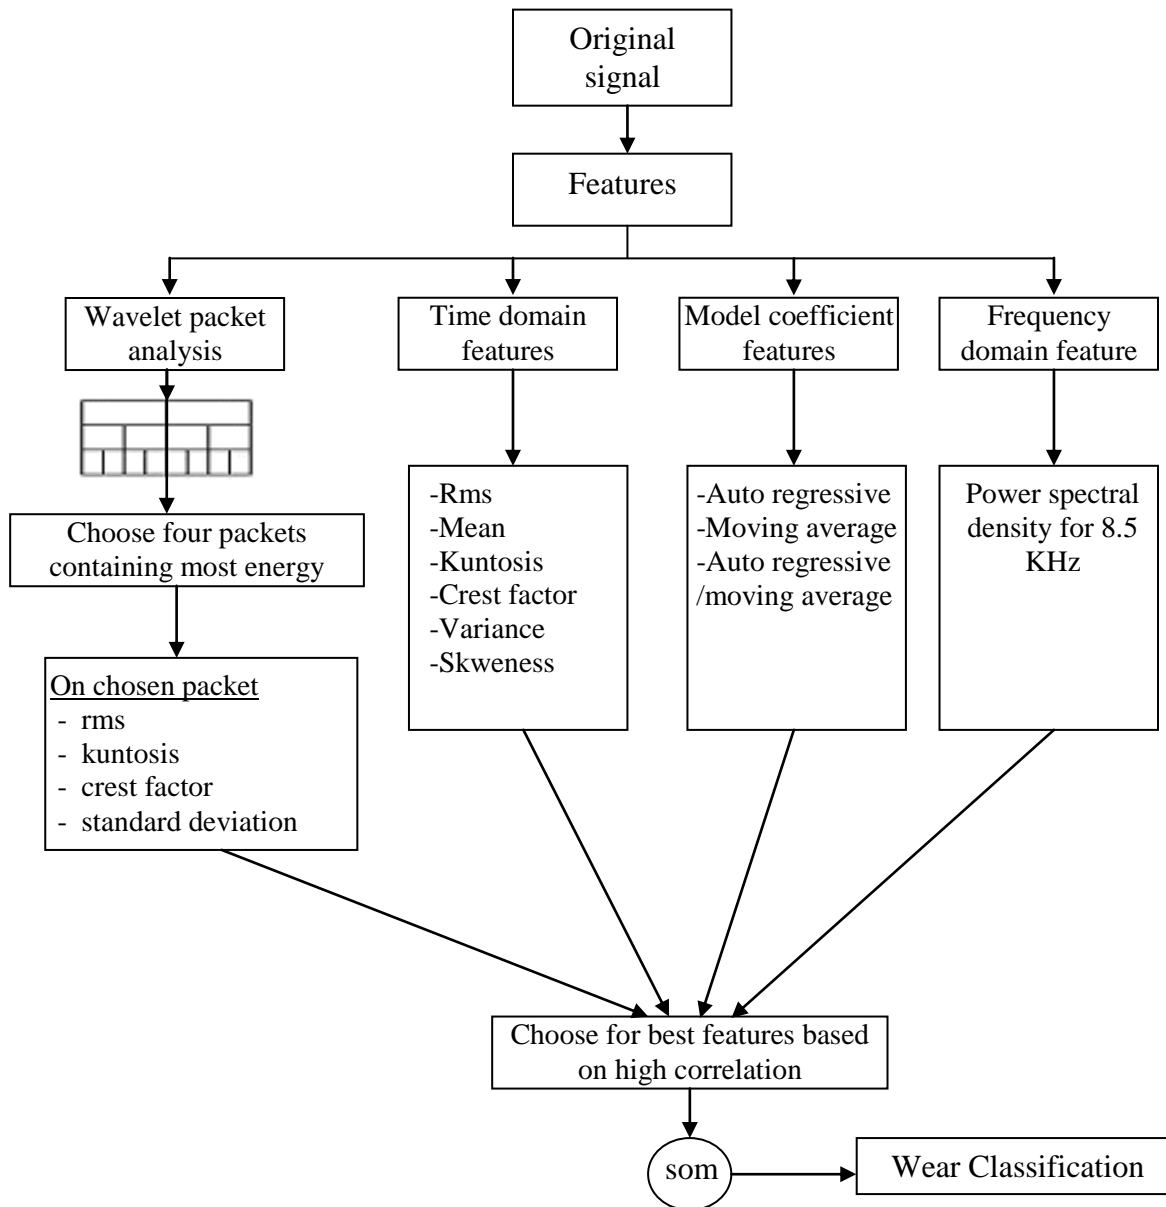 Original
signal
Features
Wavelet packet
analysis
Time domain
features
Model coefficient
features
Frequency
domain feature
Choose four packets
containing most energy
On chosen packet
- rms
- kuntosis
- crest factor
- standard deviation
-Rms
-Mean
-Kuntosis
-Crest factor
-Variance
-Skweness
-Auto regressive
-Moving average
-Auto regressive
/moving average
Power spectral
density for 8.5
KHz
Choose for best features based
on high correlation
som
Wear Classification